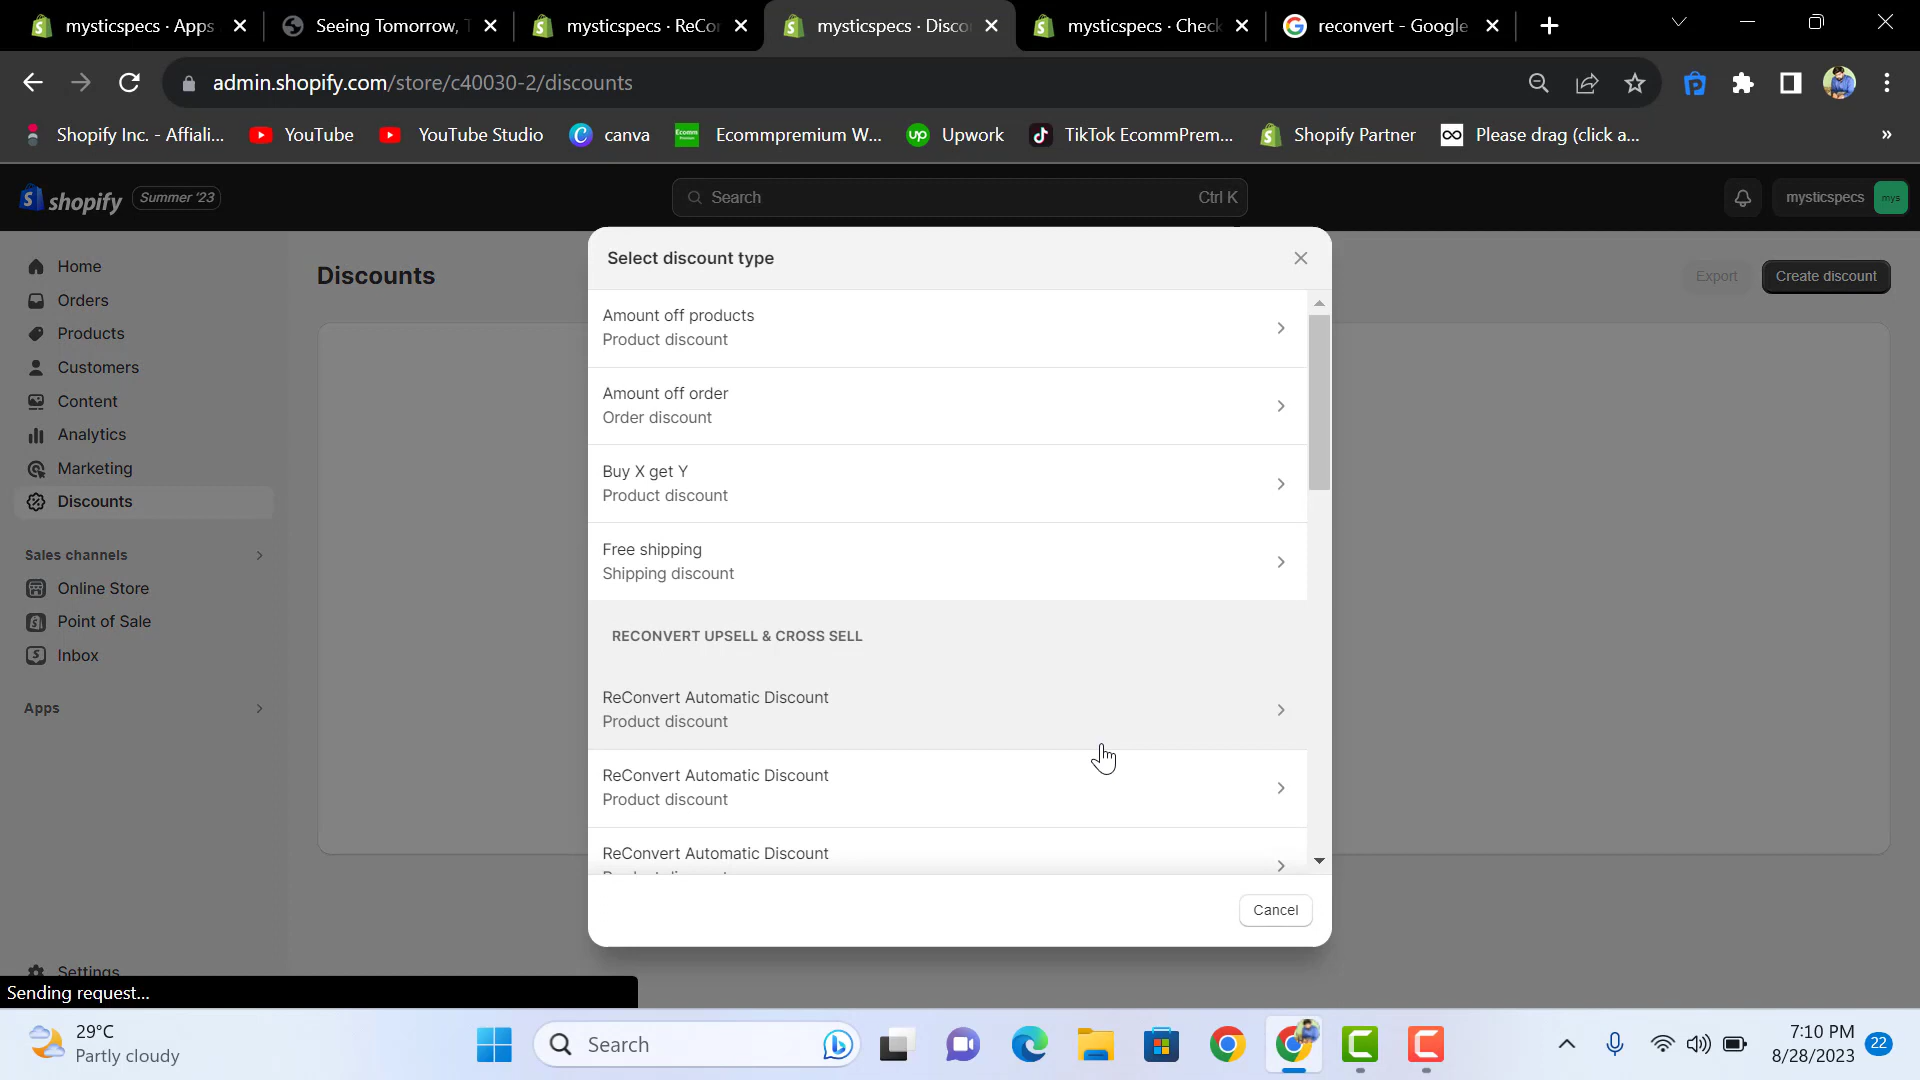 mysticspecs · Apps
Seeing Tomorrow, T
mysticspecs · ReCor
mysticspecs · Disco
mysticspecs · Check
reconvert - Google
admin.shopify.com/store/c40030-2/discounts
Shopify Inc. - Affiali...
YouTube
YouTube Studio
canva
Ecommpremium W...
Upwork
TikTok EcommPrem...
Shopify Partner
Please drag (click a...
»
shopify
Summer '23
Search
Ctrl K
mysticspecs
mys
Home
Orders
Products
Customers
Content
Analytics
Marketing
Discounts
Sales channels
Online Store
Point of Sale
Inbox
Apps
Settings
Discounts
Export
Create discount
Select discount type
Amount off products
Product discount
Amount off order
Order discount
Buy X get Y
Product discount
Free shipping
Shipping discount
RECONVERT UPSELL & CROSS SELL
ReConvert Automatic Discount
Product discount
ReConvert Automatic Discount
Product discount
ReConvert Automatic Discount
Cancel
Sending request...
29°C
Partly cloudy
Search
7:10 PM
8/28/2023
22